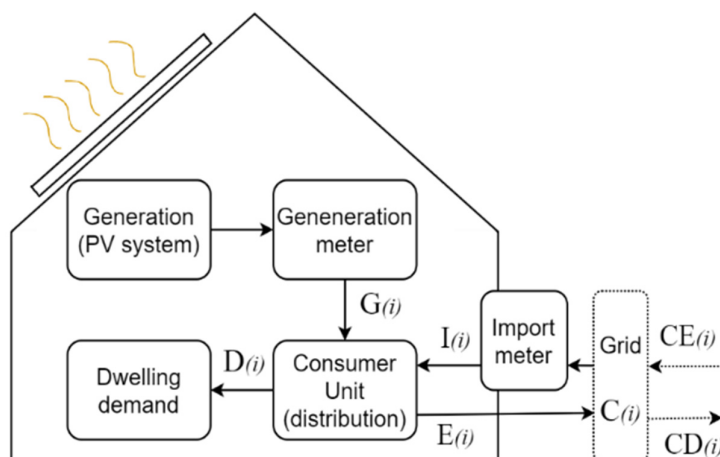 Generation
(PV system)
Geneneration
meter
G(i)
Import
meter
I(i)
Grid
CE(i)
Dwelling
demand
D(i)
Consumer
Unit
(distribution)
E(i)
C(i)
CD(i)